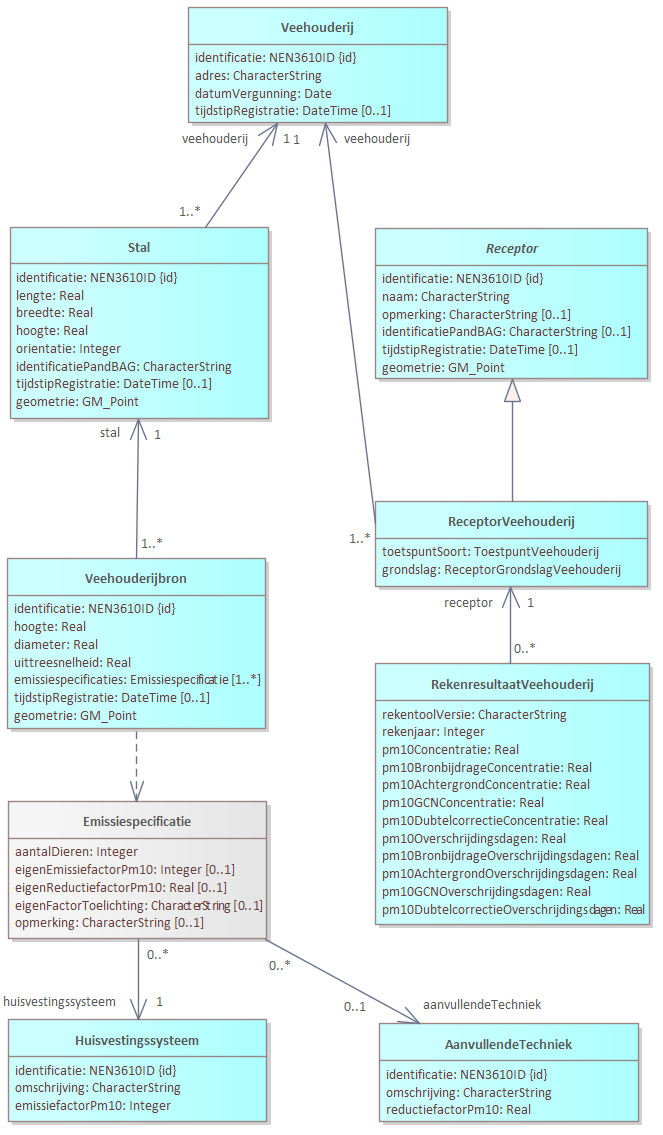 Veehouderij
identificatie: NEN3610ID {id}
adres: CharacterString
datumVergunning: Date
tijdstipRegistratie: DateTime [0..1]
veehouderij
1
1
veehouderij
1..*
Stal
identificatie: NEN3610ID {id}
lengte: Real
breedte: Real
hoogte: Real
orientatie: Integer
identificatiePandBAG: CharacterString
tijdstipRegistratie: DateTime [0..1]
geometrie: GM_Point
Receptor
identificatie: NEN3610ID {id}
naam: CharacterString
opmerking: CharacterString [0..1]
identificatiePandBAG: CharacterString [0..1]
tijdstipRegistratie: DateTime [0..1]
geometrie: GM_Point
stal
1
1..*
1..*
ReceptorVeehouderij
toetspuntSoort: ToestpuntVeehouderij
grondslag: ReceptorGrondslagVeehouderij
receptor
1
0..*
Veehouderijbron
identificatie: NEN3610ID {id}
hoogte: Real
diameter: Real
uittreesnelheid: Real
emissiespecificaties: Emissiespecificatie [1..*]
tijdstipRegistratie: DateTime [0..1]
geometrie: GM_Point
RekenresultaatVeehouderij
rekentoolVersie: CharacterString
rekenjaar: Integer
pm10Concentratie: Real
pm10BronbijdrageConcentratie: Real
pm10AchtergrondConcentratie: Real
pm10GCNConcentratie: Real
pm10DubtelcorrectieConcentratie: Real
pm10Overschrijdingsdagen: Real
pm10BronbijdrageOverschrijdingsdagen: Real
pm10AchtergrondOverschrijdingsdagen: Real
pm10GCNOverschrijdingsdagen: Real
pm10DubtelcorrectieOverschrijdingsdagen: Real
Emissiespecificatie
aantalDieren: Integer
eigenEmissiefactorPm10: Integer [0..1]
eigenReductiefactorPm10: Real [0..1]
eigenFactorToelichting: CharacterString [0..1]
opmerking: CharacterString [0..1]
0..*
0..*
huisvestingssysteem
1
0..1
aanvullendeTechniek
Huisvestingssysteem
identificatie: NEN3610ID {id}
omschrijving: CharacterString
emissiefactorPm10: Integer
AanvullendeTechniek
identificatie: NEN3610ID {id}
omschrijving: CharacterString
reductiefactorPm10: Real